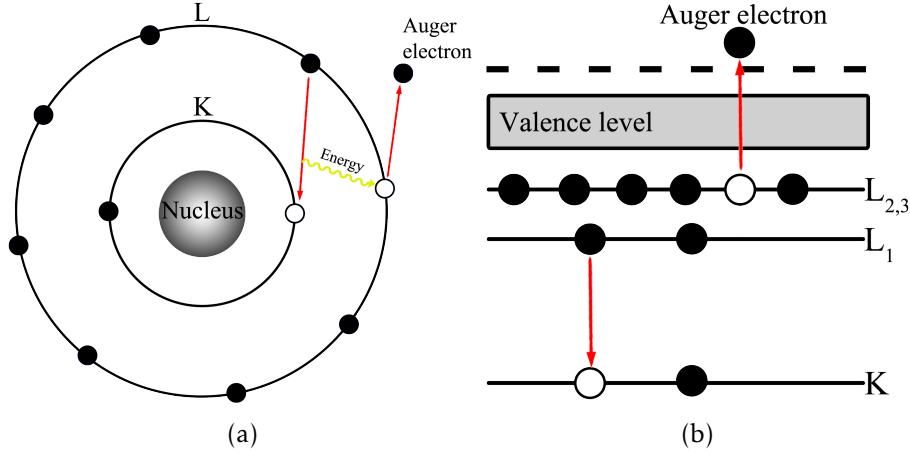 L
Auger
electron
K
Energy
Nucleus
(a)
Auger electron
Valence level
L2,3
L1
K
(b)